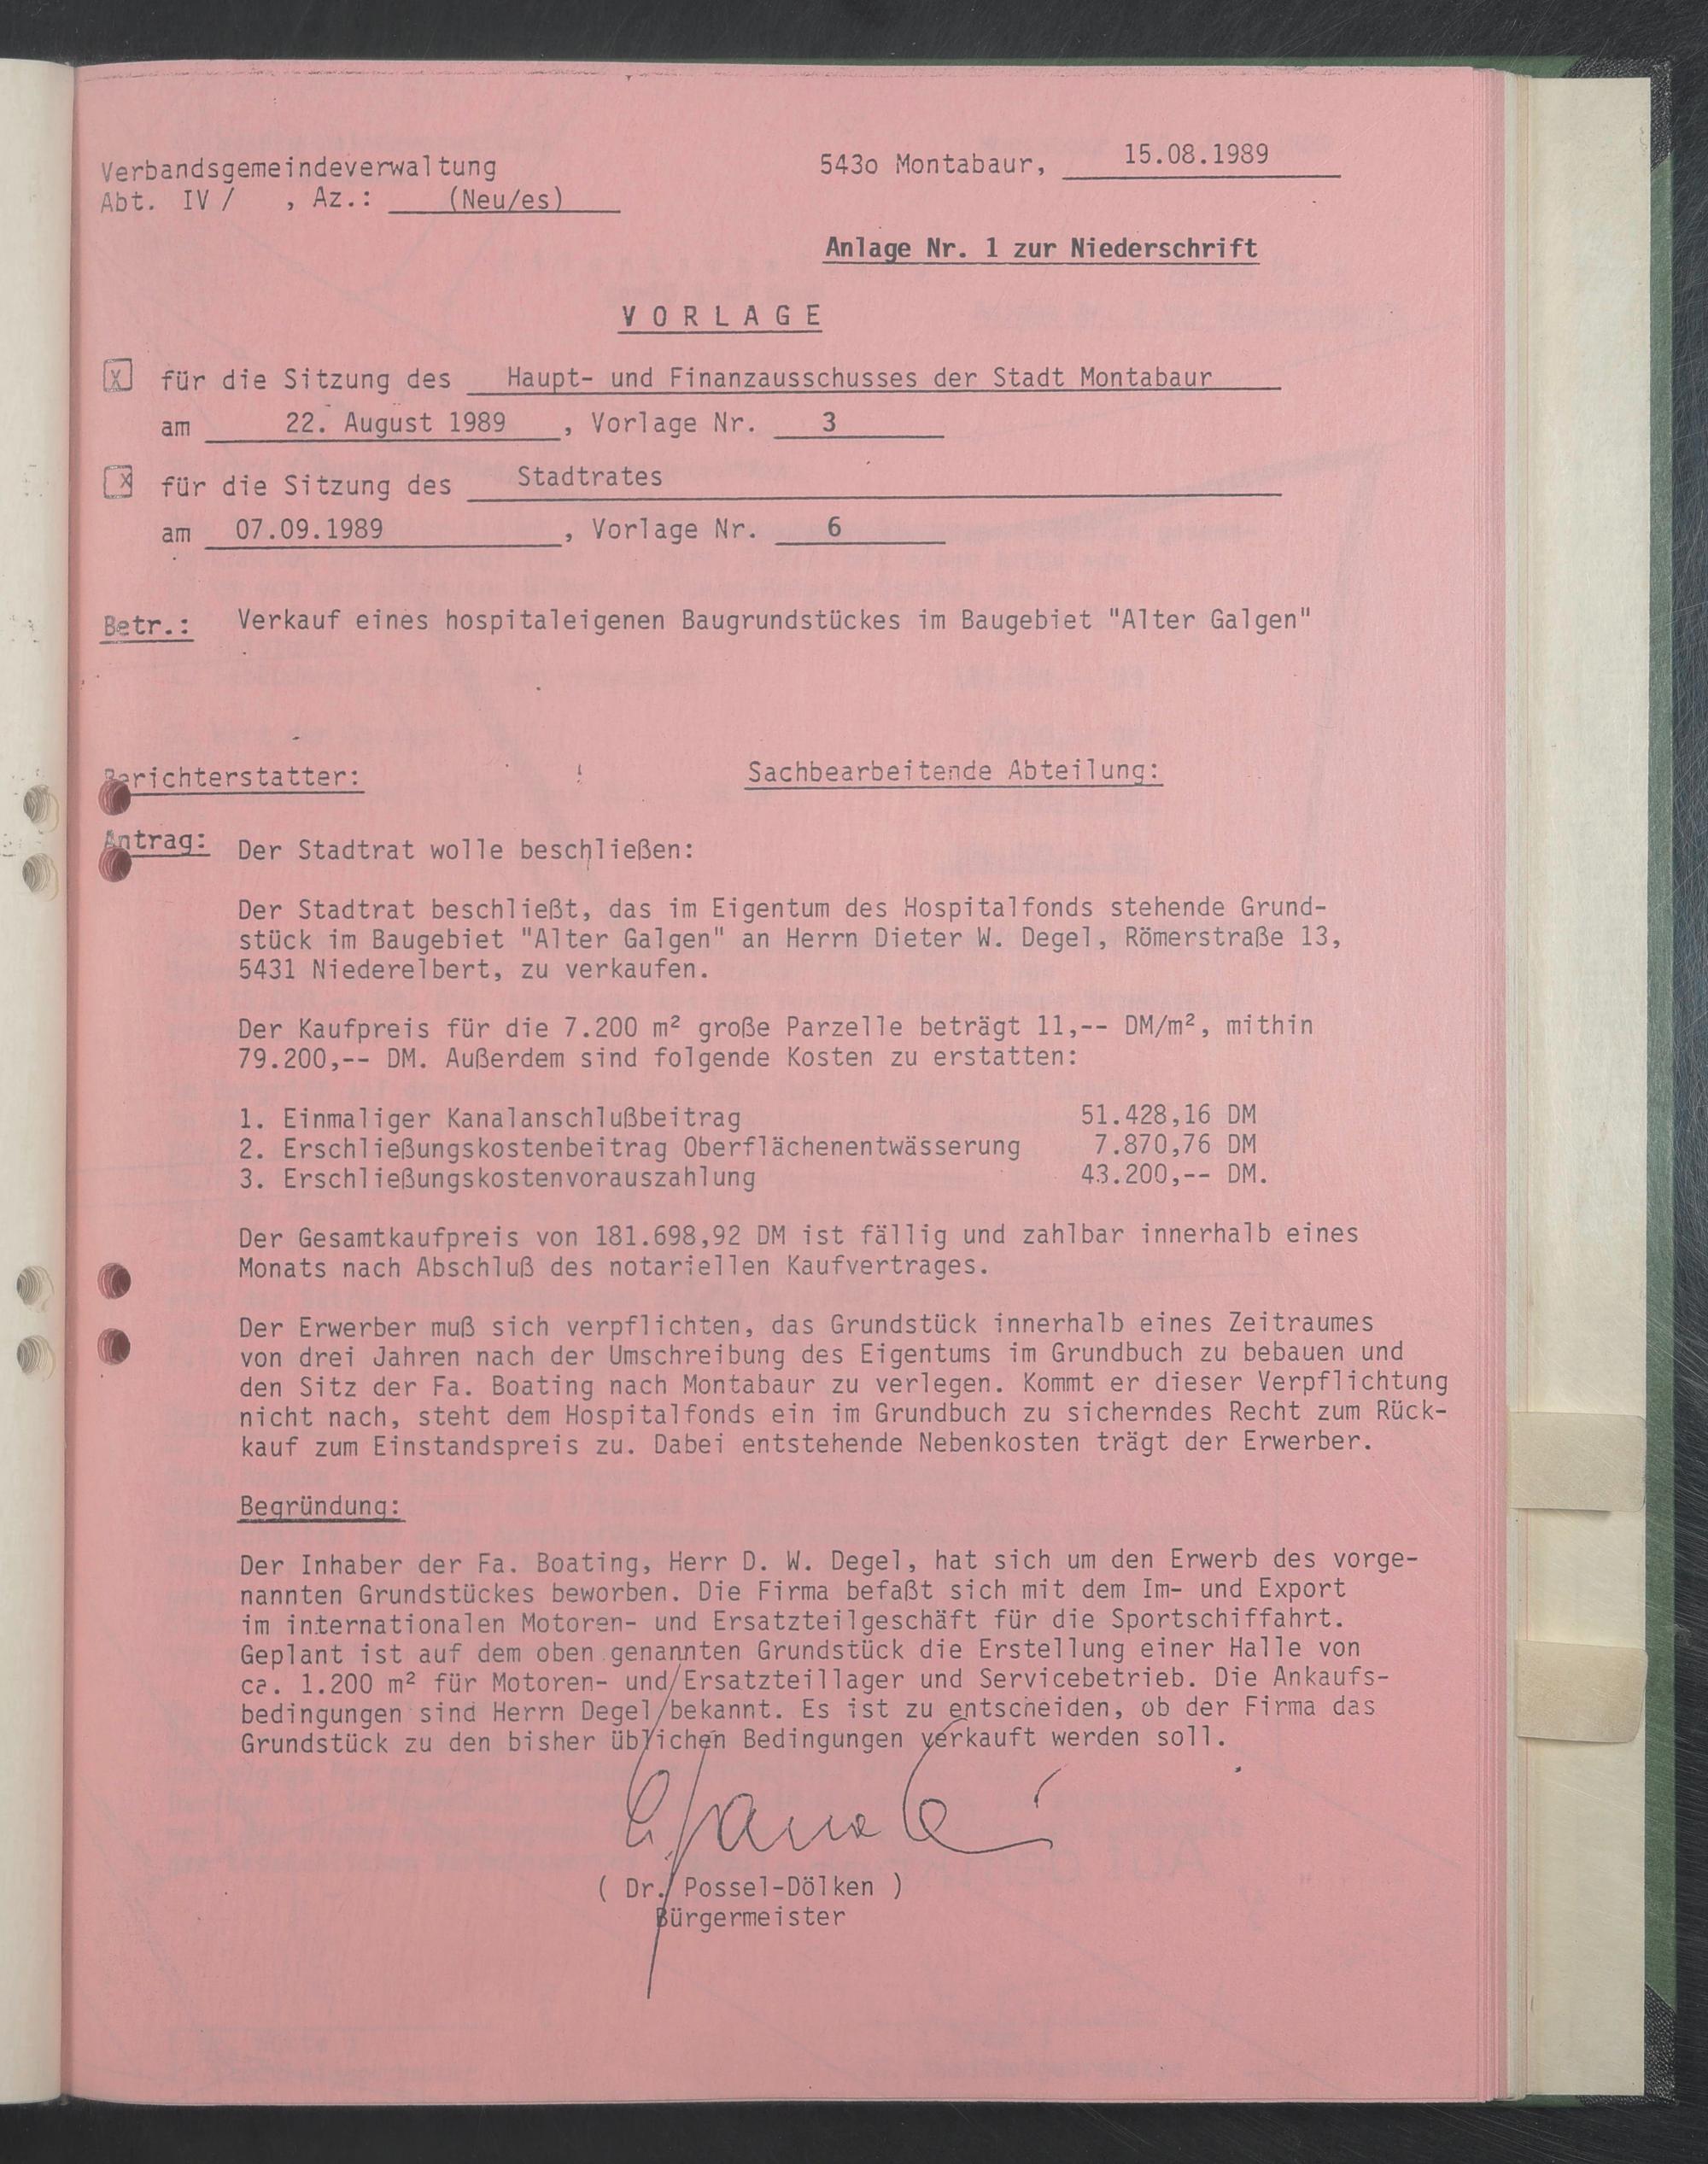 Verbandsgemeindeverwaltung
543o Montabaur, 15.08.1989
Abt. IV / , Az.: (Neu/es)
Anlage Nr. 1 zur Niederschrift
VORLAGE
x für die Sitzung des Haupt- und Finanzausschusses der Stadt Montabaur
am 22. August 1989 , Vorlage Nr. 3
x für die Sitzung des Stadtrates
am 07.09.1989 , Vorlage Nr. 6
Betr.: Verkauf eines hospitaleigenen Baugrundstückes im Baugebiet "Alter Galgen"
Berichterstatter: Sachbearbeitende Abteilung:
Antrag: Der Stadtrat wolle beschließen:
Der Stadtrat beschließt, das im Eigentum des Hospitalfonds stehende Grund-
stück im Baugebiet "Alter Galgen" an Herrn Dieter W. Degel, Römerstraße 13,
5431 Niederelbert, zu verkaufen.
Der Kaufpreis für die 7.200 m² große Parzelle beträgt 11,-- DM/m², mithin
79.200,-- DM. Außerdem sind folgende Kosten zu erstatten:
1. Einmaliger Kanalanschlußbeitrag 51.428,16 DM
2. Erschließungskostenbeitrag Oberflächenentwässerung 7.870,76 DM
3. Erschließungskostenvorauszahlung 43.200,-- DM.
Der Gesamtkaufpreis von 181.698,92 DM ist fällig und zahlbar innerhalb eines
Monats nach Abschluß des notariellen Kaufvertrages.
Der Erwerber muß sich verpflichten, das Grundstück innerhalb eines Zeitraumes
von drei Jahren nach der Umschreibung des Eigentums im Grundbuch zu bebauen und
den Sitz der Fa. Boating nach Montabaur zu verlegen. Kommt er dieser Verpflichtung
nicht nach, steht dem Hospitalfonds ein im Grundbuch zu sicherndes Recht zum Rück-
kauf zum Einstandspreis zu. Dabei entstehende Nebenkosten trägt der Erwerber.
Begründung:
Der Inhaber der Fa. Boating, Herr D. W. Degel, hat sich um den Erwerb des vorge-
nannten Grundstückes beworben. Die Firma befaßt sich mit dem Im- und Export
im internationalen Motoren- und Ersatzteilgeschäft für die Sportschiffahrt.
Geplant ist auf dem oben genannten Grundstück die Erstellung einer Halle von
ca. 1.200 m² für Motoren- und Ersatzteillager und Servicebetrieb. Die Ankaufs-
bedingungen sind Herrn Degel bekannt. Es ist zu entscheiden, ob der Firma das
Grundstück zu den bisher üblichen Bedingungen verkauft werden soll.
( Dr. Possel-Dölken )
Bürgermeister